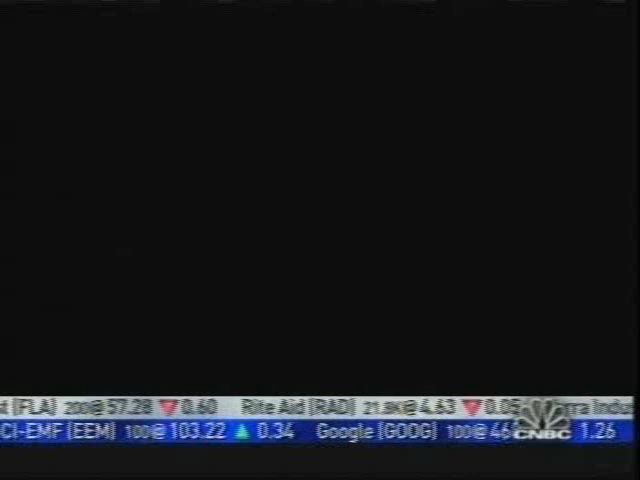 (FLA) 200@57.28 ▼ 0.60 Rite Aid (RAD) 21.8K@4.63 ▼ 0.05
CI-EMF (EEM) 100@103.22 ▲ 0.34 Google (GOOG) 100@46 1.26
CNBC